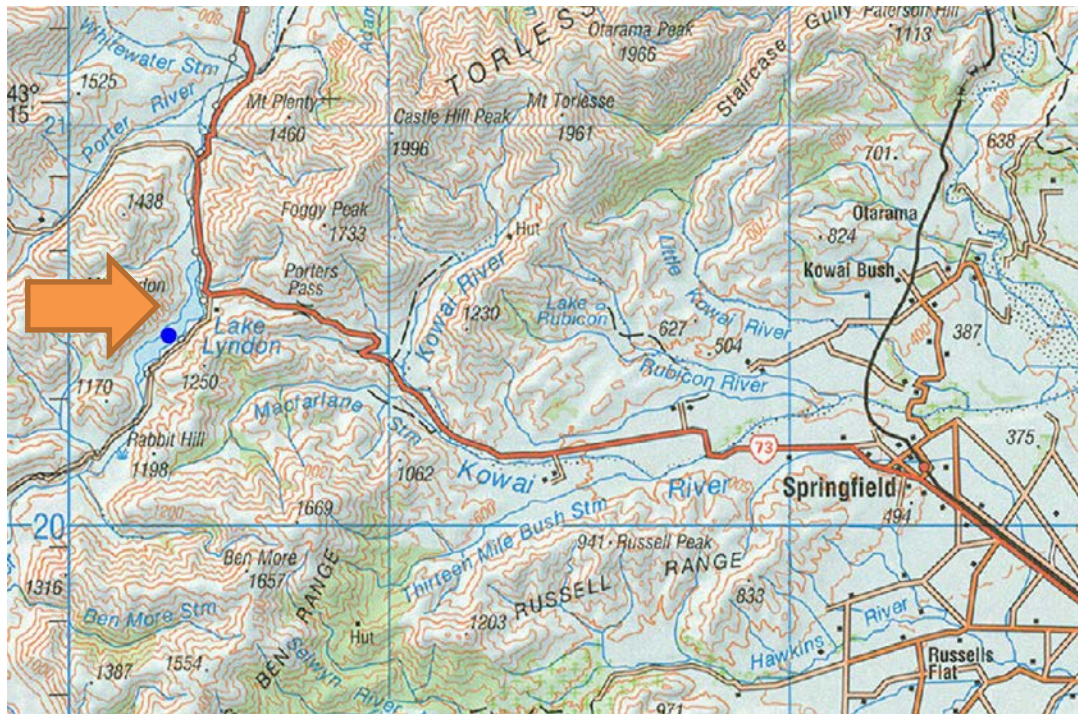 Whitewater Stm
1525
43°
15'
Porter River
21
Mt Plenty
1460
TORLESS
Otarama Peak
1966
Staircase Gully
Paterson Hill
1113
Castle Hill Peak
1996
Mt Torlesse
1961
701
638
1438
Foggy Peak
1733
Hut
Otarama
824
Kowai Bush
Little Kowai River
Porters
Pass
Kowai River
1230
Lake
Rubicon
627
504
387
400
Lake
Lyndon
1170
1250
Rubicon River
Macfarlane Stm
Rabbit Hill
1198
1062
73
375
Kowai River
Springfield
494
1669
600
20
Thirteen Mile Bush Stm
941
Russell Peak
Ben More
1657
RUSSELL RANGE
1316
Ben More Stm
833
Hut
1203
Hawkins River
BEN RANGE
Selwyn River
1387
1554
Russells
Flat
971